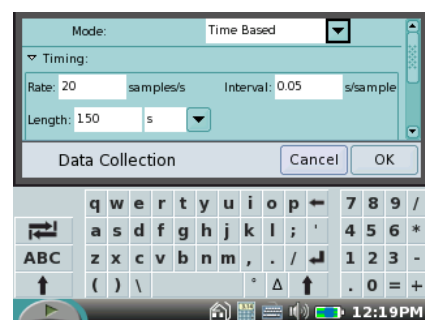 Mode: Time Based
Timing:
Rate: 20 samples/s Interval: 0.05 s/sample
Length: 150 s
Data Collection Cancel OK
q w e r t y u i o p 7 8 9 /
a s d f g h j k l ; ' 4 5 6 *
ABC z x c v b n m , . / 1 2 3 -
( ) \ ° Δ . 0 = +
12:19PM